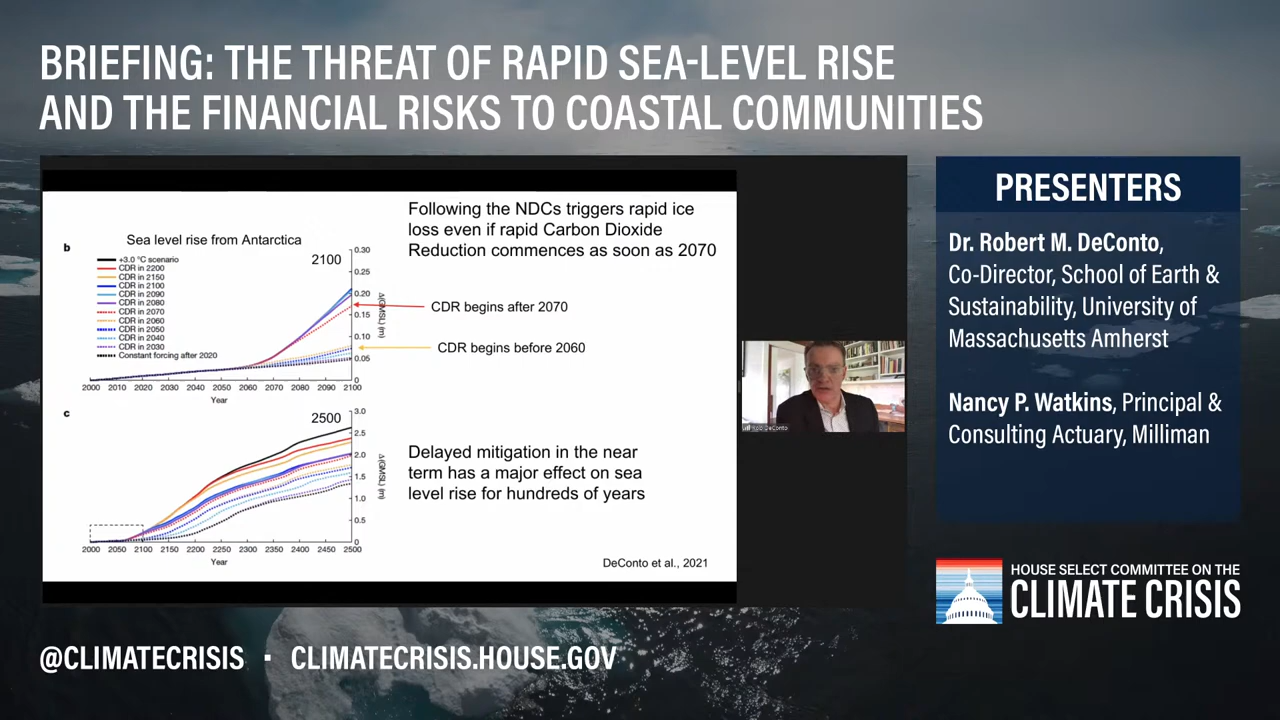 BRIEFING: THE THREAT OF RAPID SEA-LEVEL RISE
AND THE FINANCIAL RISKS TO COASTAL COMMUNITIES
Following the NDCs triggers rapid ice
loss even if rapid Carbon Dioxide
Reduction commences as soon as 2070
b
Sea level rise from Antarctica
2100
+3.0 °C scenario
CDR in 2200
CDR in 2150
CDR in 2100
CDR in 2090
CDR in 2080
CDR in 2070
CDR in 2060
CDR in 2050
CDR in 2040
CDR in 2030
Constant forcing after 2020
0.30
0.25
0.20
0.15
0.10
0.05
0
Δ(GMSL) (m)
CDR begins after 2070
CDR begins before 2060
2000 2010 2020 2030 2040 2050 2060 2070 2080 2090 2100
Year
c
2500
3.0
2.5
2.0
1.5
1.0
0.5
0
Δ(GMSL) (m)
Delayed mitigation in the near
term has a major effect on sea
level rise for hundreds of years
2000 2050 2100 2150 2200 2250 2300 2350 2400 2450 2500
Year
DeConto et al., 2021
Rob DeConto
PRESENTERS
Dr. Robert M. DeConto,
Co-Director, School of Earth &
Sustainability, University of
Massachusetts Amherst
Nancy P. Watkins, Principal &
Consulting Actuary, Milliman
HOUSE SELECT COMMITTEE ON THE
CLIMATE CRISIS
@CLIMATECRISIS · CLIMATECRISIS.HOUSE.GOV